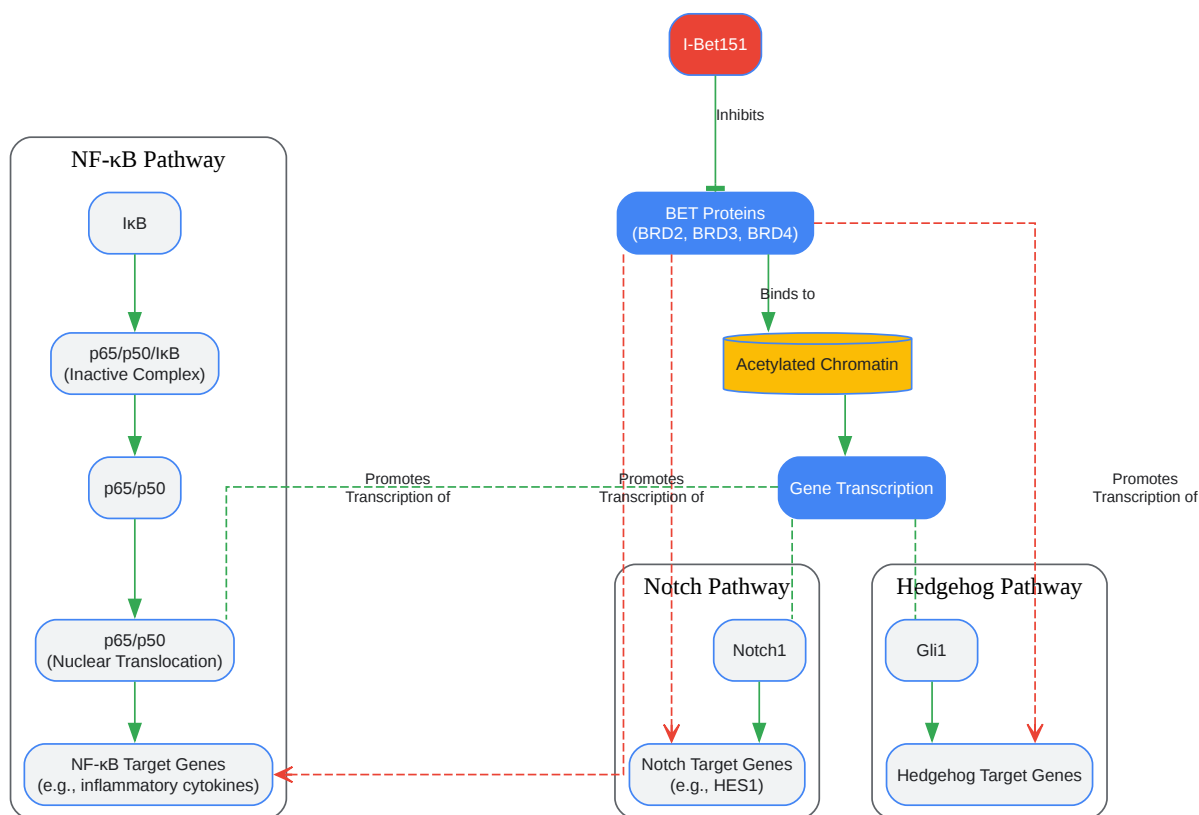 I-Bet151
Inhibits
NF-κB Pathway
IκB
BET Proteins
(BRD2, BRD3, BRD4)
Binds to
p65/p50/IκB
(Inactive Complex)
Acetylated Chromatin
p65/p50
Promotes
Transcription of
Promotes
Transcription of
Gene Transcription
Promotes
Transcription of
Notch Pathway
Hedgehog Pathway
p65/p50
(Nuclear Translocation)
Notch1
Gli1
NF-κB Target Genes
(e.g., inflammatory cytokines)
Notch Target Genes
(e.g., HES1)
Hedgehog Target Genes